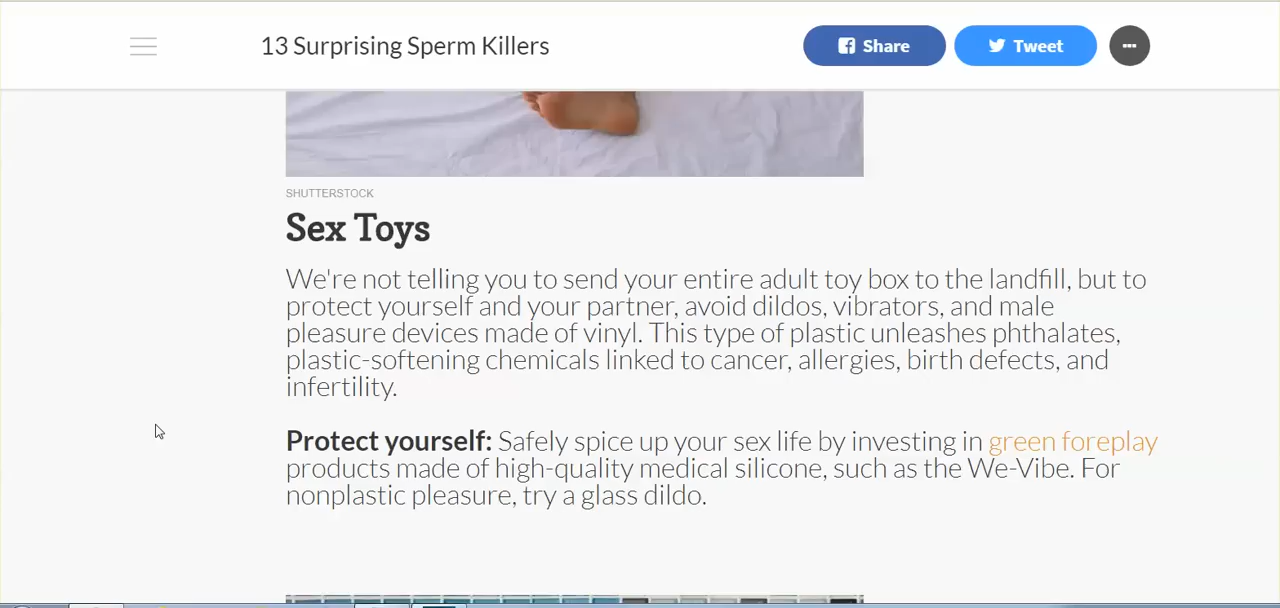 13 Surprising Sperm Killers
Share
Tweet
SHUTTERSTOCK
Sex Toys
We're not telling you to send your entire adult toy box to the landfill, but to
protect yourself and your partner, avoid dildos, vibrators, and male
pleasure devices made of vinyl. This type of plastic unleashes phthalates,
plastic-softening chemicals linked to cancer, allergies, birth defects, and
infertility.
Protect yourself: Safely spice up your sex life by investing in green foreplay
products made of high-quality medical silicone, such as the We-Vibe. For
nonplastic pleasure, try a glass dildo.